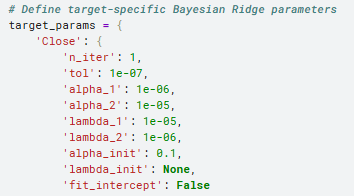 # Define target-specific Bayesian Ridge parameters
target_params = {
    'Close': {
        'n_iter': 1,
        'tol': 1e-07,
        'alpha_1': 1e-06,
        'alpha_2': 1e-05,
        'lambda_1': 1e-05,
        'lambda_2': 1e-06,
        'alpha_init': 0.1,
        'lambda_init': None,
        'fit_intercept': False